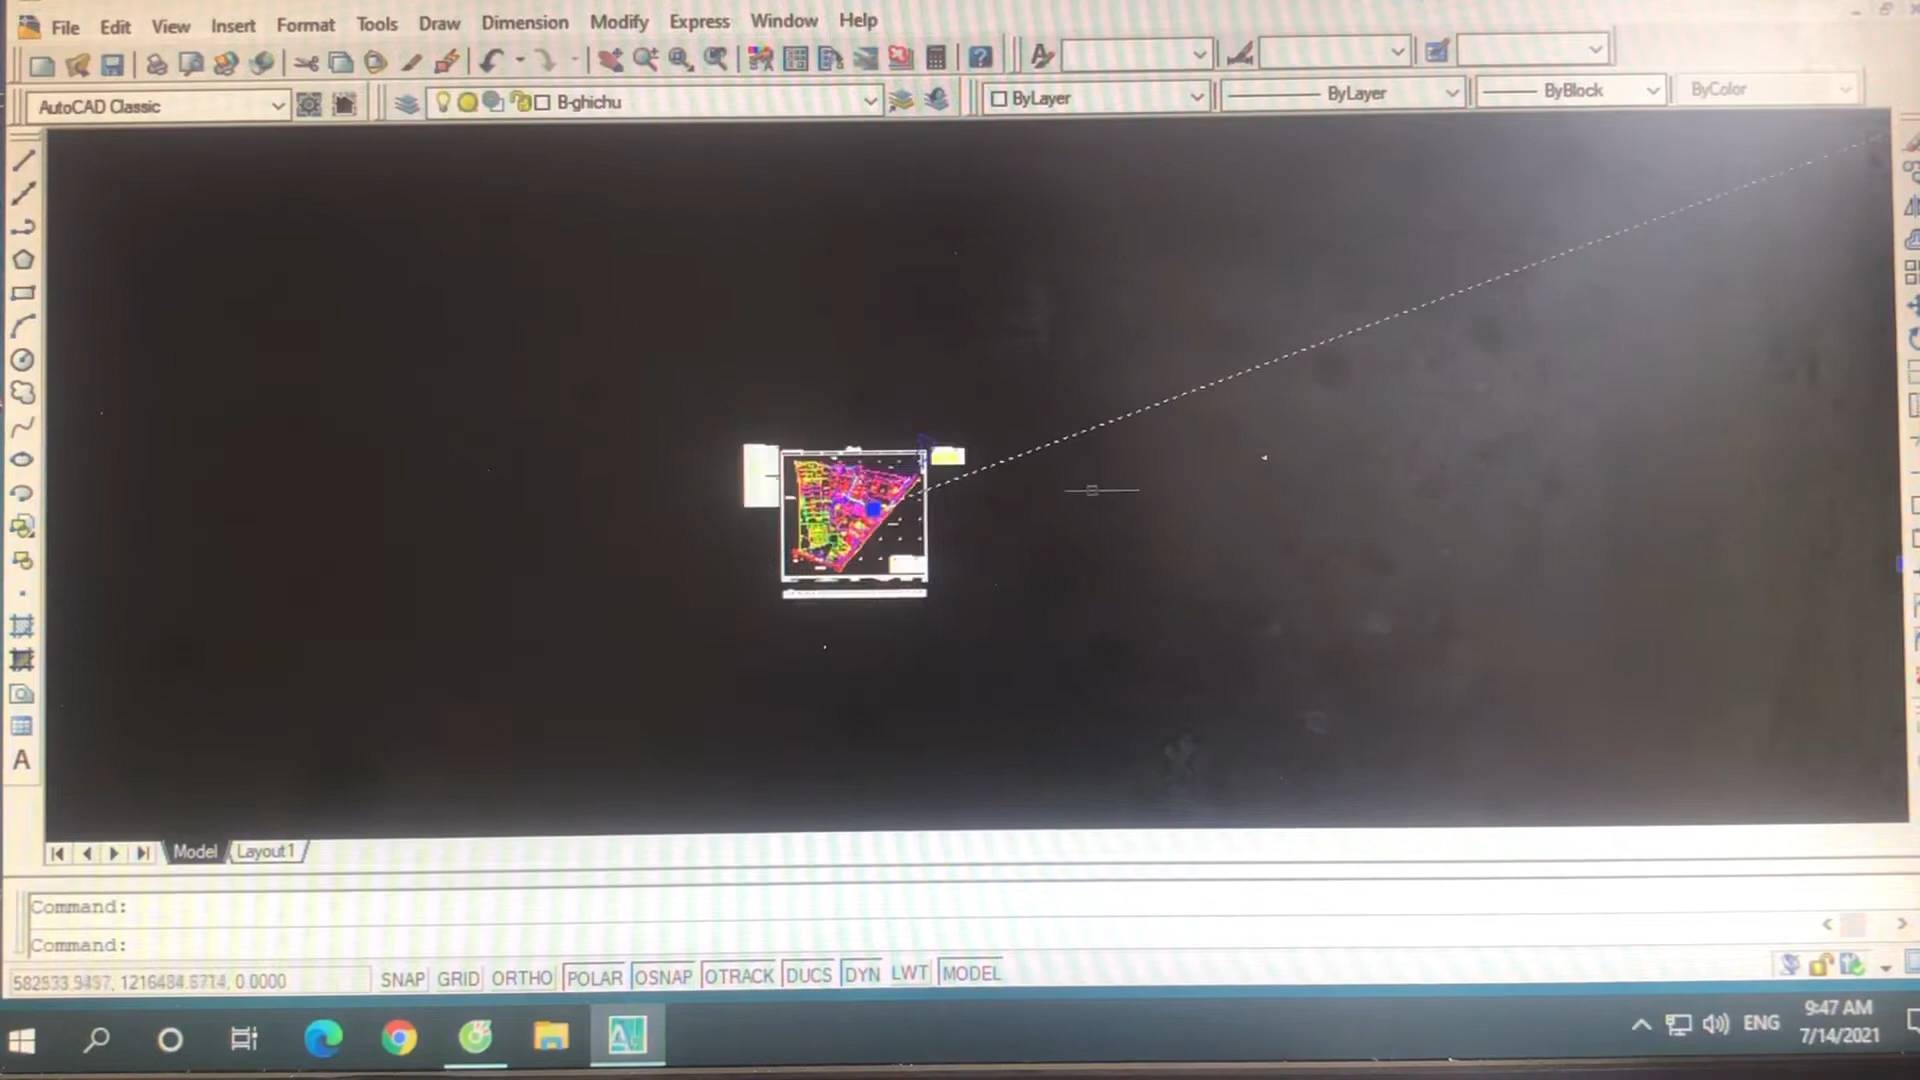 File Edit View Insert Format Tools Draw Dimension Modify Express Window Help
AutoCAD Classic B-ghichu ByLayer ByLayer ByBlock ByColor
A
Model Layout1
Command:
Command:
SNAP GRID ORTHO POLAR OSNAP OTRACK DUCS DYN LWT MODEL
9:47 AM
ENG
7/14/2021